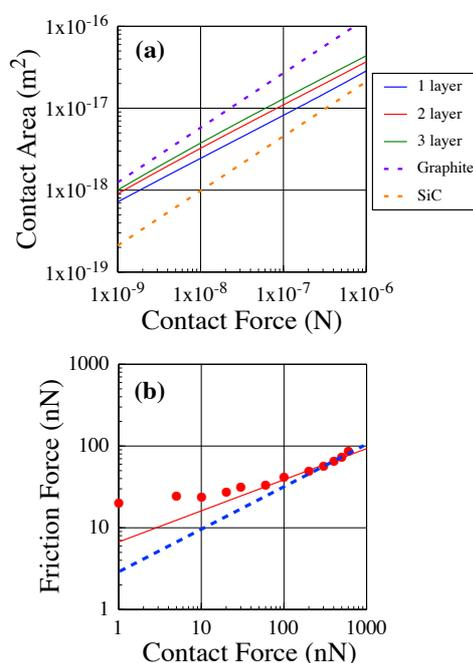 1x10-16
(a)
1x10-17
1x10-18
1x10-19
Contact Area (m2)
1x10-9 1x10-8 1x10-7 1x10-6
Contact Force (N)
1 layer
2 layer
3 layer
Graphite
SiC
1000
(b)
100
10
1
Friction Force (nN)
1 10 100 1000
Contact Force (nN)